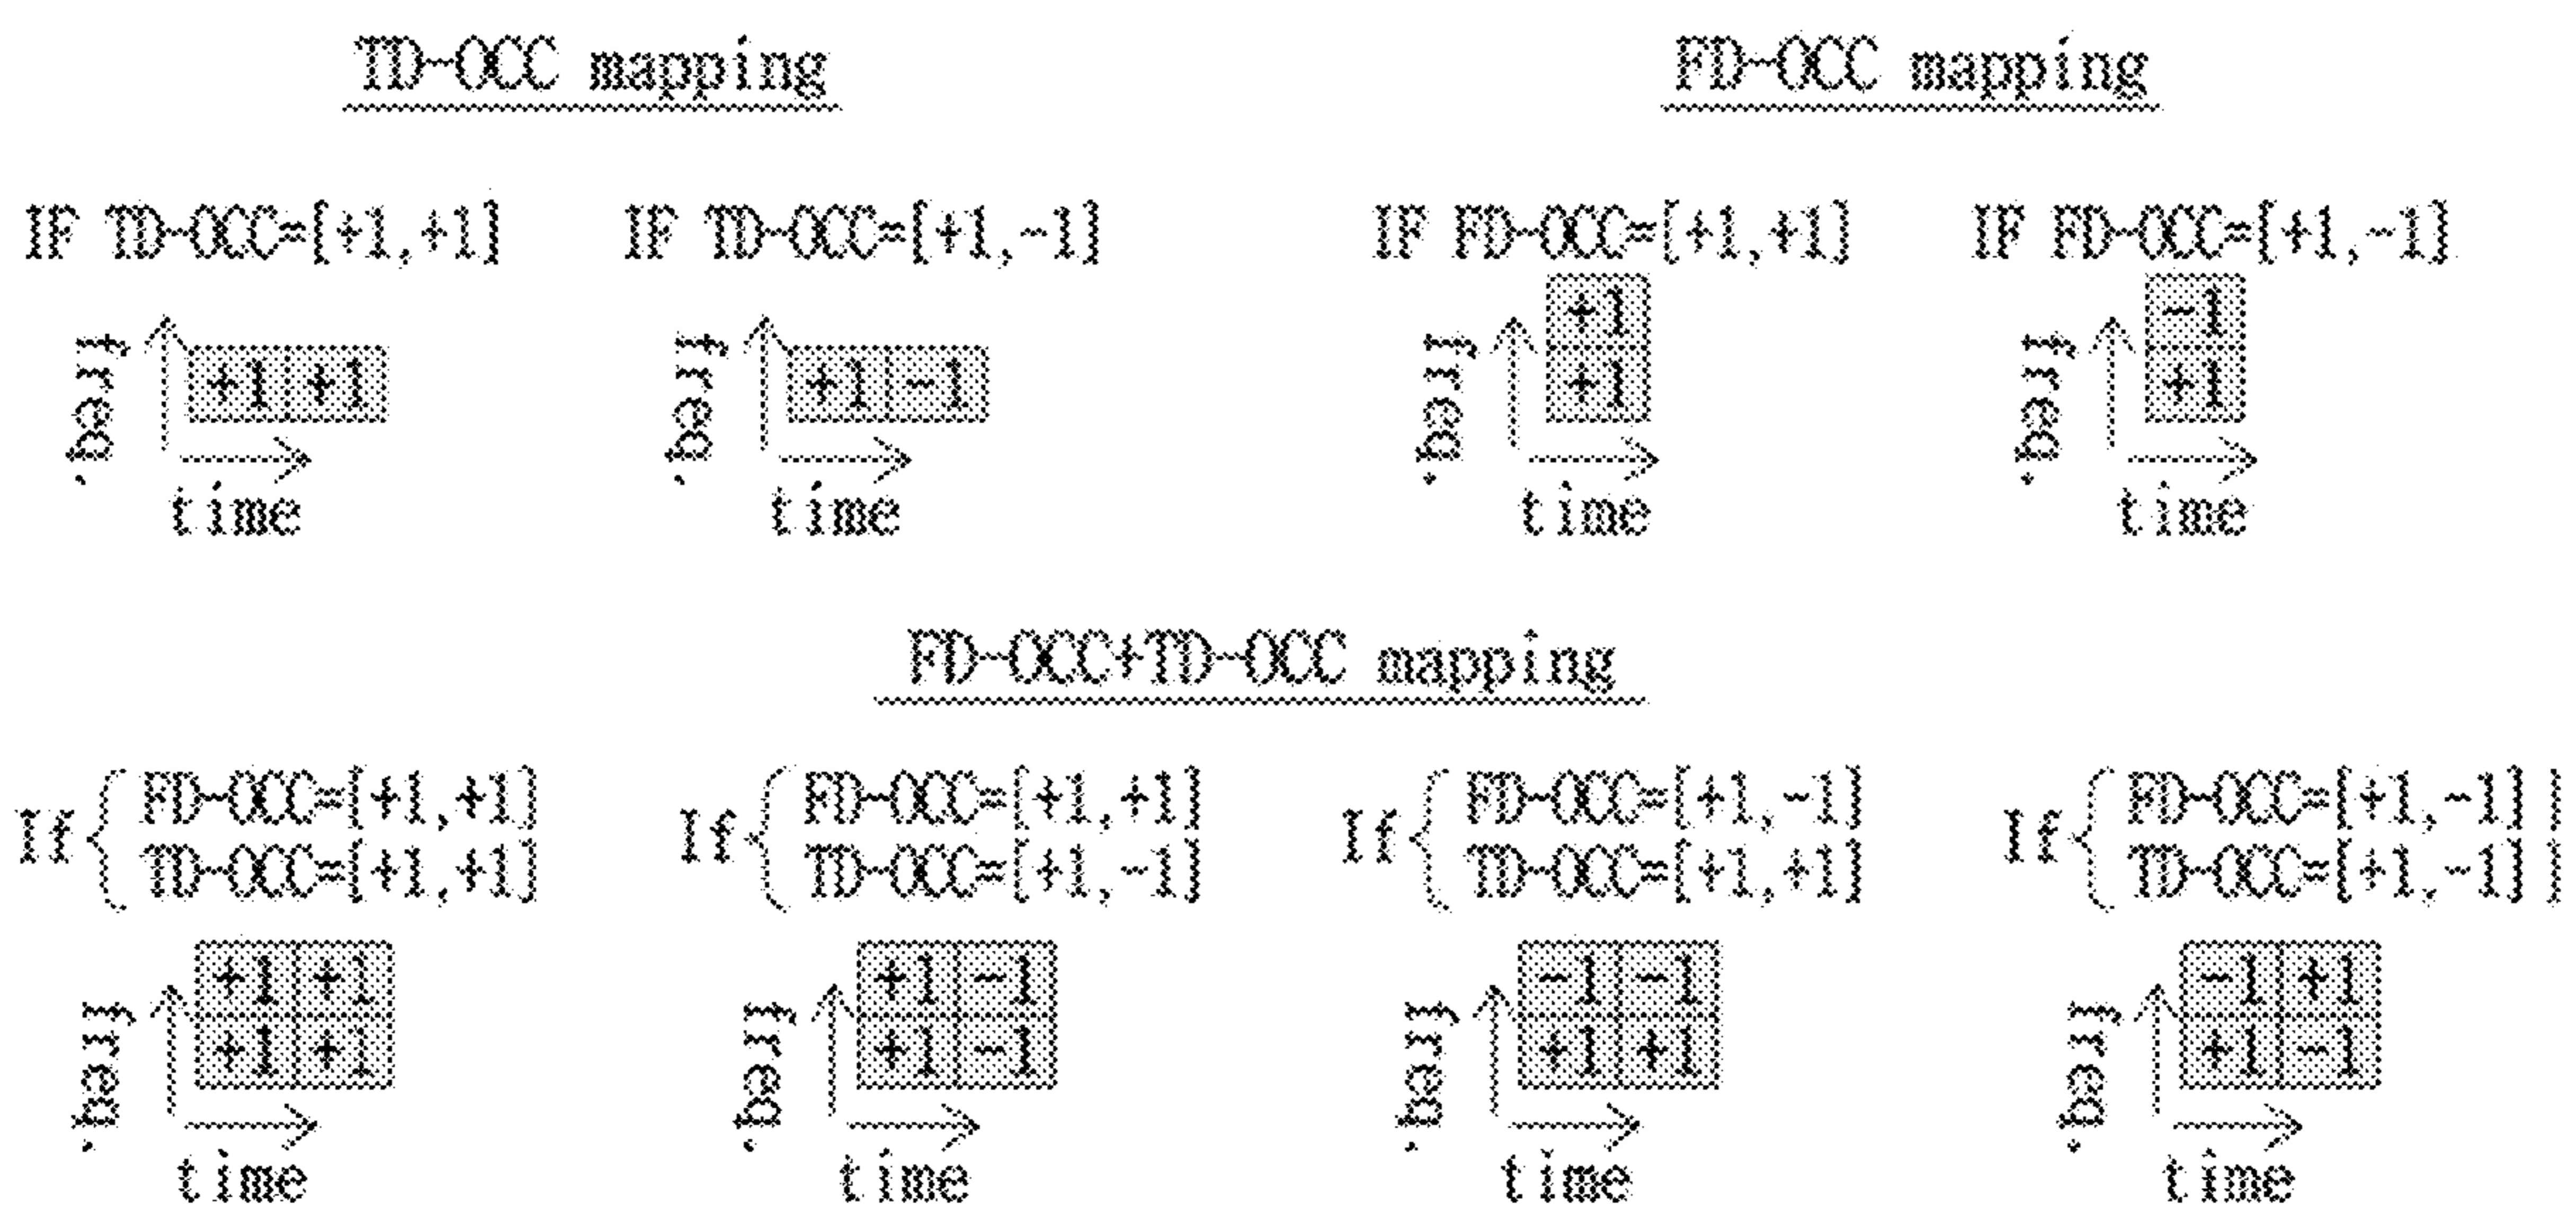 TD-OCC mapping
FD-OCC mapping
IF TD-OCC=[+1,+1]
IF TD-OCC=[+1,-1]
IF FD-OCC=[+1,+1]
IF FD-OCC=[+1,-1]
freq.
+1 +1
time
freq.
+1 -1
time
freq.
+1
+1
time
freq.
-1
+1
time
FD-OCC+TD-OCC mapping
If { FD-OCC=[+1,+1]
TD-OCC=[+1,+1]
If { FD-OCC=[+1,+1]
TD-OCC=[+1,-1]
If { FD-OCC=[+1,-1]
TD-OCC=[+1,+1]
If { FD-OCC=[+1,-1]
TD-OCC=[+1,-1]
freq.
+1 +1
+1 +1
time
freq.
+1 -1
+1 -1
time
freq.
-1 -1
+1 +1
time
freq.
-1 +1
+1 -1
time